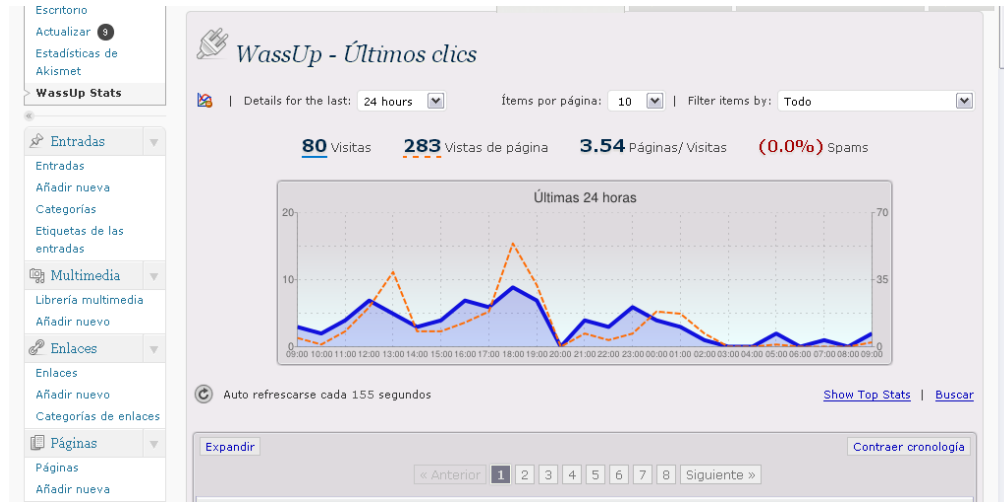 Escritorio
Actualizar 9
Estadísticas de
Akismet
WassUp Stats
Entradas
Entradas
Añadir nueva
Categorías
Etiquetas de las
entradas
Multimedia
Librería multimedia
Añadir nuevo
Enlaces
Enlaces
Añadir nuevo
Categorías de enlaces
Páginas
Páginas
Añadir nueva
WassUp - Últimos clics
| Details for the last: 24 hours Ítems por página: 10 | Filter items by: Todo
80 Visitas 283 Vistas de página 3.54 Páginas/ Visitas (0.0%) Spams
Últimas 24 horas
20 70
10 35
0 0
09:00 10:00 11:00 12:00 13:00 14:00 15:00 16:00 17:00 18:00 19:00 20:00 21:00 22:00 23:00 00:00 01:00 02:00 03:00 04:00 05:00 06:00 07:00 08:00 09:00
Auto refrescarse cada 155 segundos Show Top Stats | Buscar
Expandir Contraer cronología
« Anterior 1 2 3 4 5 6 7 8 Siguiente »